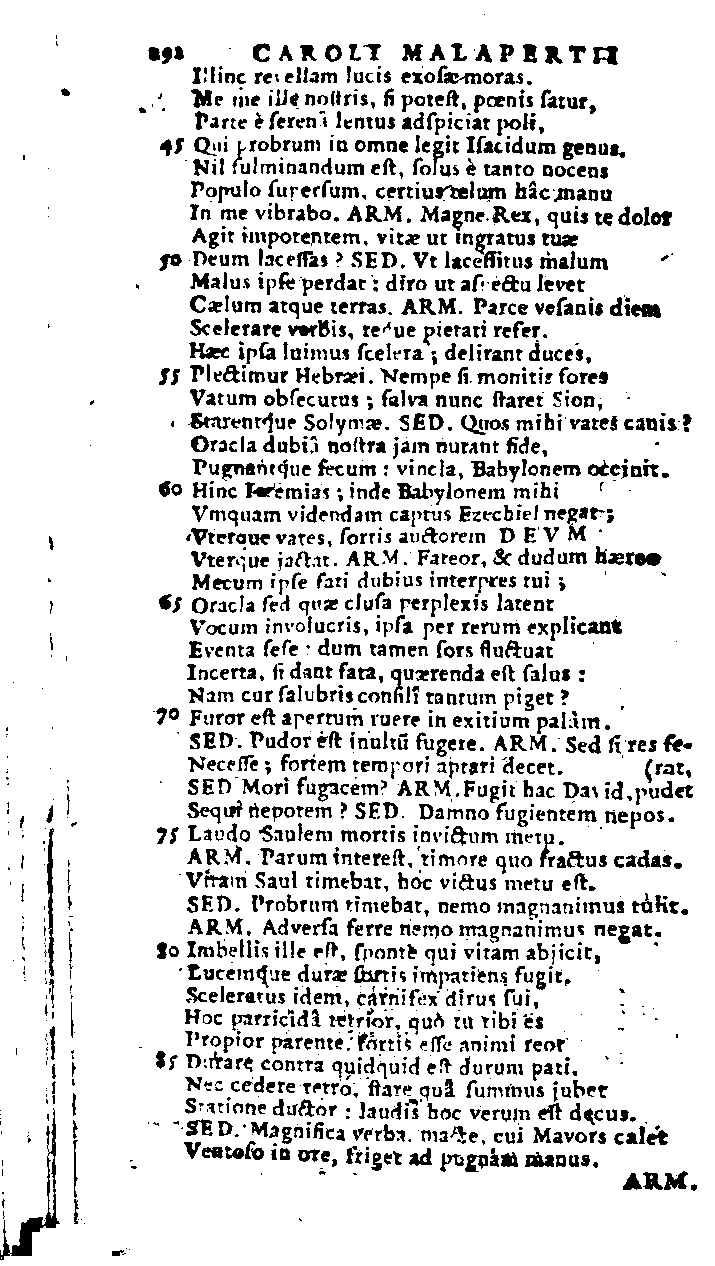 292 CAROLI MALAPERTII
Illinc revellam lucis exosæ moras.
Me me ille nostris, si potest, pœnis satur,
Parte è serenâ lentus adspiciat poli,
45 Qui probrum in omne legit Isacidum genus.
Nil fulminandum est, solus è tanto nocens
Populo supersum, certius telum hâc manu
In me vibrabo. ARM. Magne Rex, quis te dolor
Agit impotentem, vitæ ut ingratus tuæ
50 Deum lacessas? SED. Vt lacessitus malum
Malus ipse perdat; diro ut aspectu levet
Cælum atque terras. ARM. Parce vesanis diem
Scelerare verbis, teque pietati refer.
Hæc ipsa luimus scelera; delirant duces,
55 Plectimur Hebræi. Nempe si monitis fores
Vatum obsecutus; salva nunc staret Sion,
Starentque Solymæ. SED. Quos mihi vates canis?
Oracla dubiâ nostra jam nutant fide,
Pugnantque secum: vincla, Babylonem occinit.
60 Hinc Ieremias; inde Babylonem mihi
Vmquam videndam captus Ezechiel negat;
Vterque vates, sortis auctorem DEVM
Vterque jactat. ARM. Fateor, & dudum hæreo
Mecum ipse fati dubius interpres tui;
65 Oracla sed quæ clusa perplexis latent
Vocum involucris, ipsa per rerum explicant
Eventa sese: dum tamen sors fluctuat
Incerta, si dant fata, quærenda est salus:
Nam cur salubris consilî tantum piget?
70 Furor est apertum ruere in exitium palàm.
SED. Pudor est inultũ fugere. ARM. Sed si res fe-
Necesse; fortem tempori aptari decet. (rat,
SED Mori fugacem? ARM. Fugit hac David, pudet
Sequi nepotem? SED. Damno fugientem nepos.
75 Laudo Saulem mortis invictum metu.
ARM. Parum interest, timore quo fractus cadas.
Vitam Saul timebat, hoc victus metu est.
SED. Probrum timebat, nemo magnanimus tulit.
ARM. Adversa ferre nemo magnanimus negat.
80 Imbellis ille est, spontè qui vitam abjicit,
Lucemque duræ sortis impatiens fugit.
Sceleratus idem, carnifex dirus sui,
Hoc parricidâ tetrior, quò tu tibi es
Propior parente. fortis esse animi reor
85 Durare contra quidquid est durum pati.
Nec cedere retrò, stare quâ summus jubet
Statione ductor: laudis hoc verum est decus.
SED. Magnifica verba. macte, cui Mavors calet
Ventoso in ore, friget ad pugnam manus.
ARM.